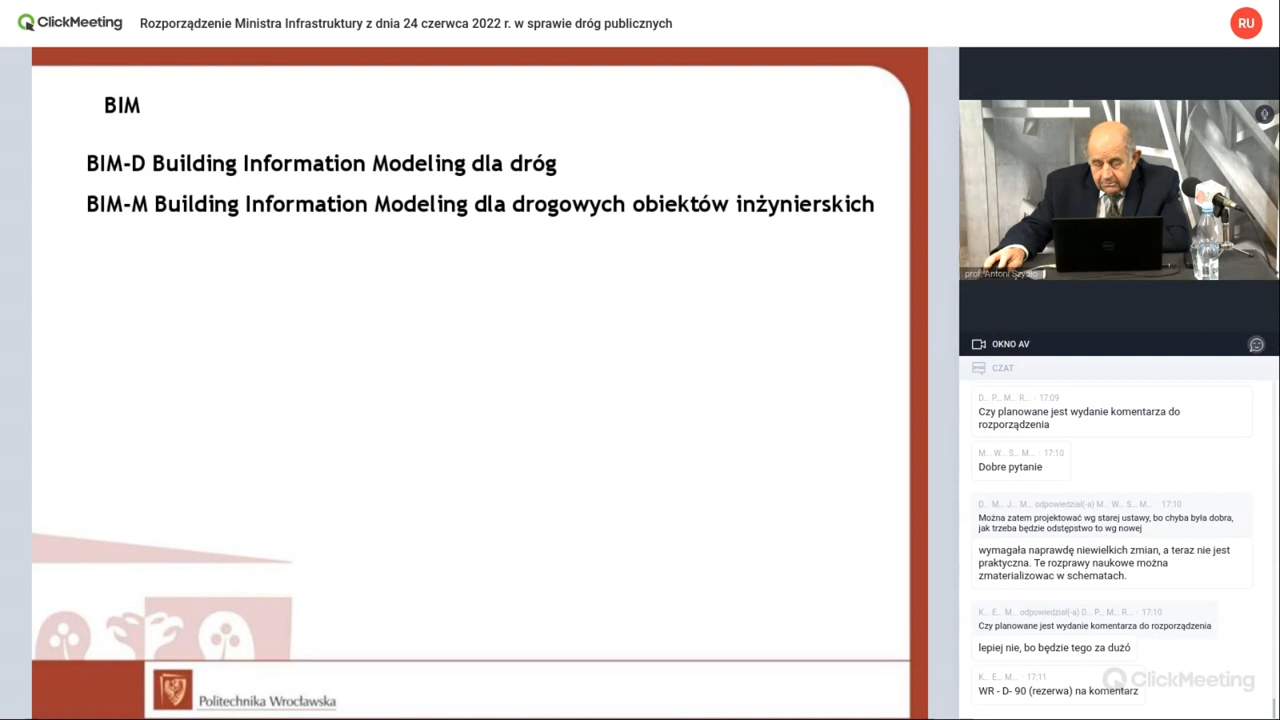 ClickMeeting
Rozporządzenie Ministra Infrastruktury z dnia 24 czerwca 2022 r. w sprawie dróg publicznych
RU
BIM
BIM-D Building Information Modeling dla dróg
BIM-M Building Information Modeling dla drogowych obiektów inżynierskich
Politechnika Wrocławska
prof. Antoni Szydło
OKNO AV
CZAT
D... P... M... R... · 17:09
Czy planowane jest wydanie komentarza do
rozporządzenia
M... W... S... M... · 17:10
Dobre pytanie
D... M... J... M... odpowiedział(-a) M... W... S... M... · 17:10
Można zatem projektować wg starej ustawy, bo chyba była dobra,
jak trzeba będzie odstępstwo to wg nowej
wymagała naprawdę niewielkich zmian, a teraz nie jest
praktyczna. Te rozprawy naukowe można
zmaterializowac w schematach.
K... E... M... odpowiedział(-a) D... P... M... R... · 17:10
Czy planowane jest wydanie komentarza do rozporządzenia
lepiej nie, bo będzie tego za dużó
K... E... M... · 17:11
WR - D- 90 (rezerwa) na komentarz
ClickMeeting